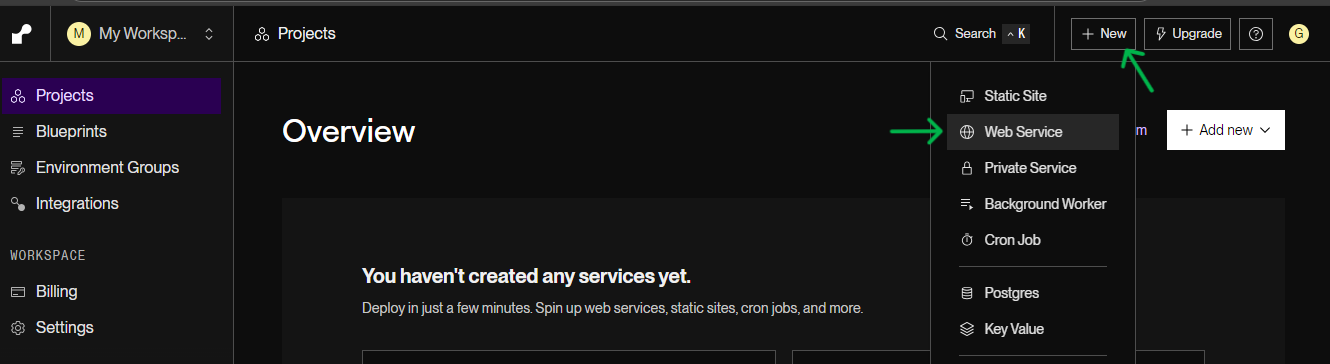 M My Worksp...
Projects
Search ^ K
+ New
Upgrade
G
Projects
Blueprints
Environment Groups
Integrations
WORKSPACE
Billing
Settings
Overview
m
+ Add new
Static Site
Web Service
Private Service
Background Worker
Cron Job
Postgres
Key Value
You haven't created any services yet.
Deploy in just a few minutes. Spin up web services, static sites, cron jobs, and more.